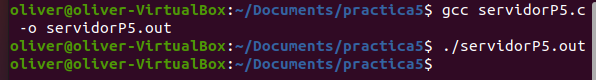 oliver@oliver-VirtualBox:~/Documents/practica5$ gcc servidorP5.c
 -o servidorP5.out
oliver@oliver-VirtualBox:~/Documents/practica5$ ./servidorP5.out
oliver@oliver-VirtualBox:~/Documents/practica5$